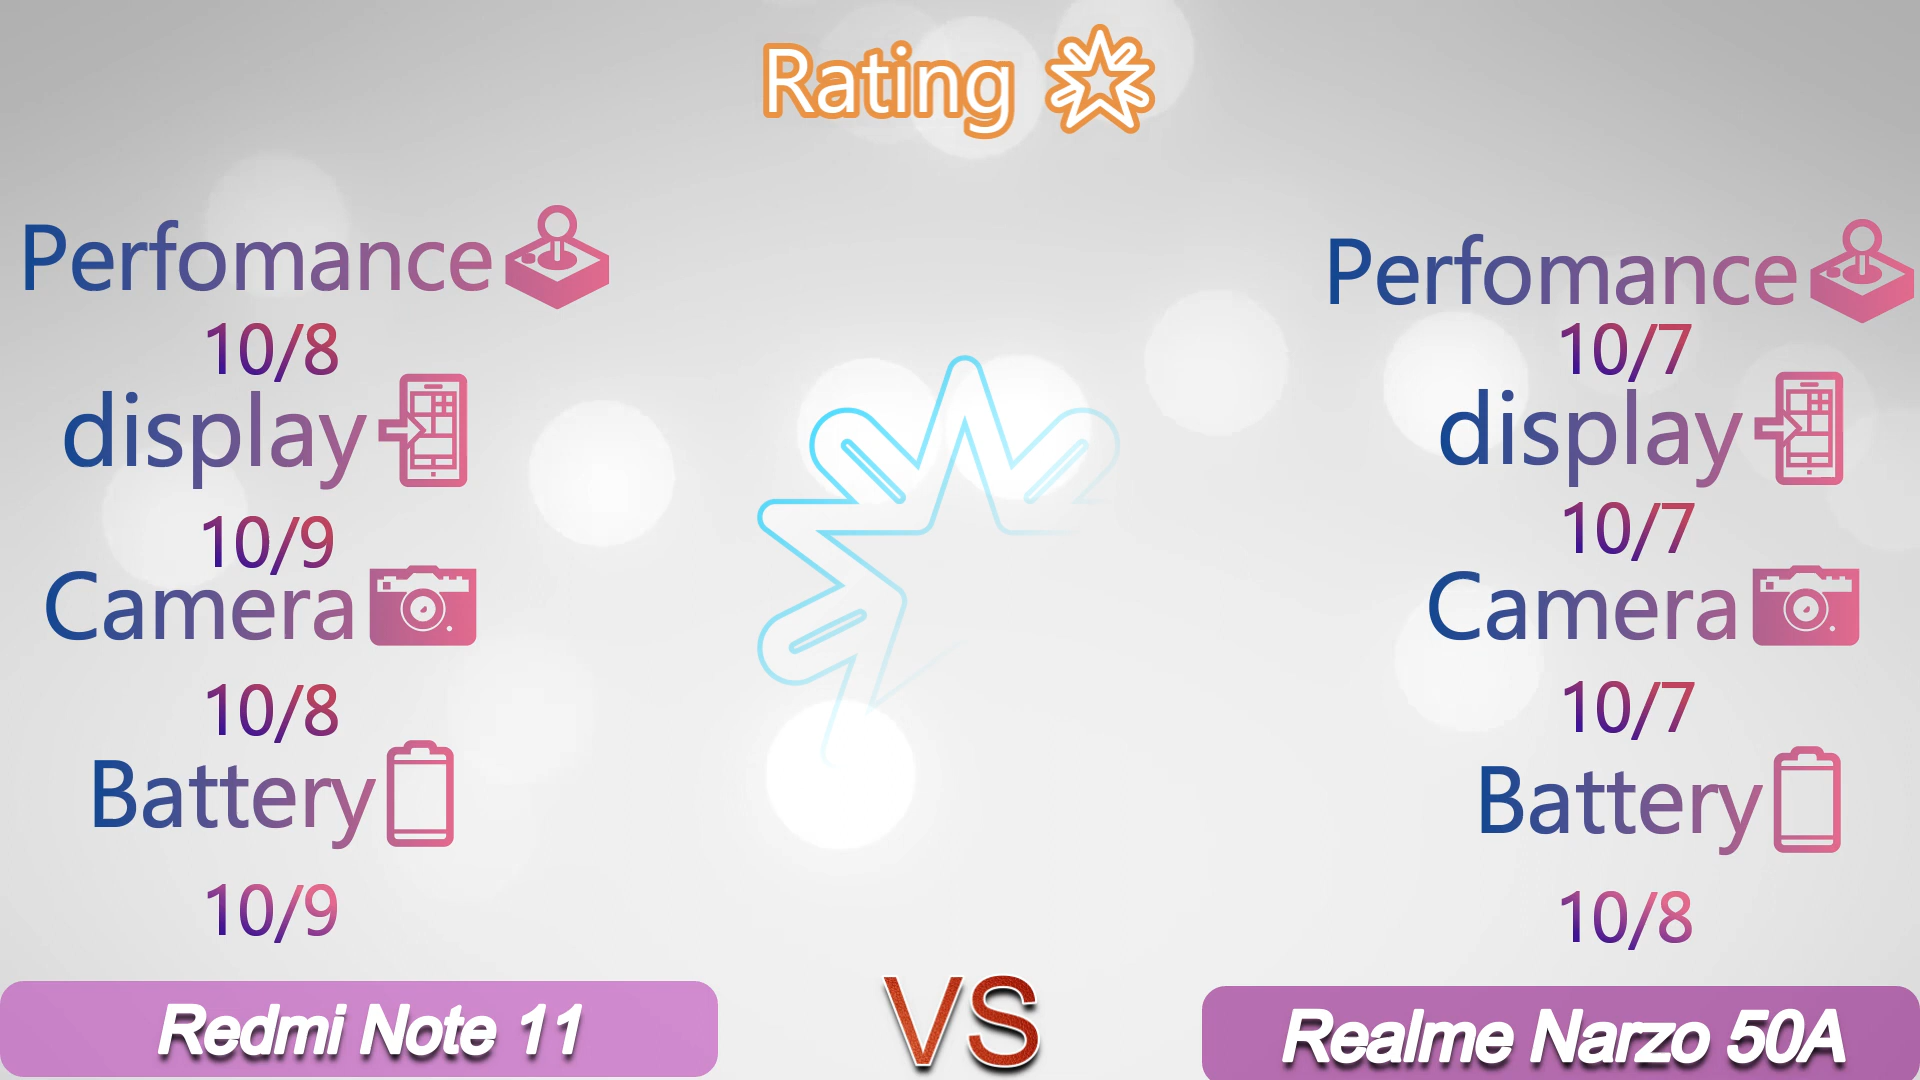 Rating
Perfomance
10/8
display
10/9
Camera
10/8
Battery
10/9
Redmi Note 11
VS
Perfomance
10/7
display
10/7
Camera
10/7
Battery
10/8
Realme Narzo 50A